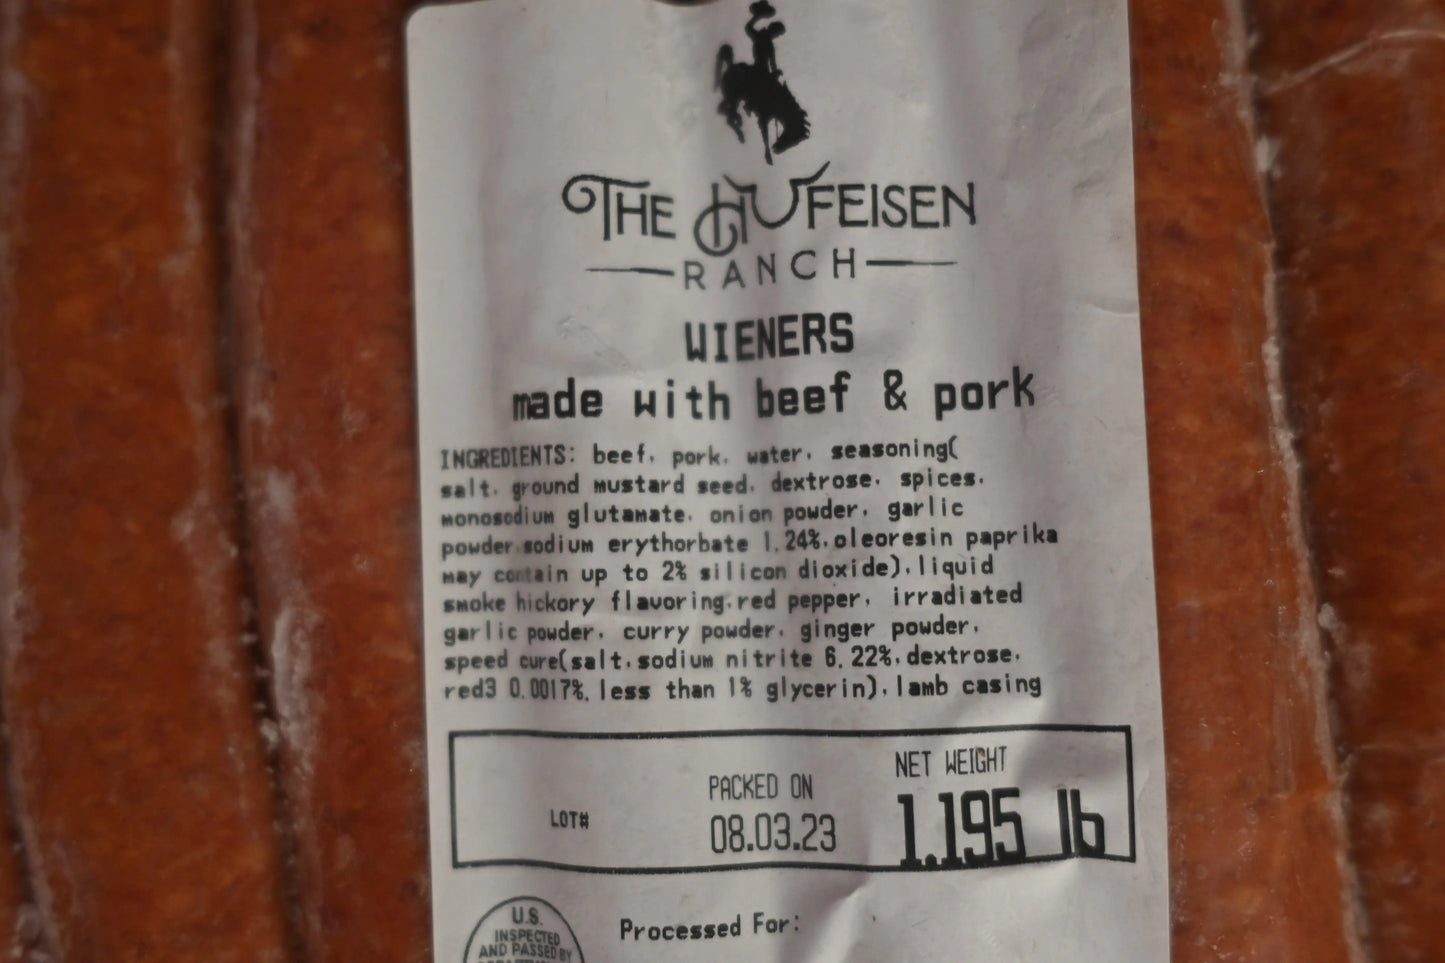 THE HUFEISEN
RANCH
WIENERS
made with beef & pork
INGREDIENTS: beef, pork, water, seasoning(
salt, ground mustard seed, dextrose, spices,
monosodium glutamate, onion powder, garlic
powder,sodium erythorbate 1.24%,oleoresin paprika
may contain up to 2% silicon dioxide),liquid
smoke hickory flavoring,red pepper, irradiated
garlic powder, curry powder, ginger powder,
speed cure(salt,sodium nitrite 6.22%,dextrose,
red3 0.0017%, less than 1% glycerin),lamb casing
NET WEIGHT
PACKED ON
LOT#
08.03.23
1.195 lb
Processed For:
U.S.
INSPECTED
AND PASSED BY